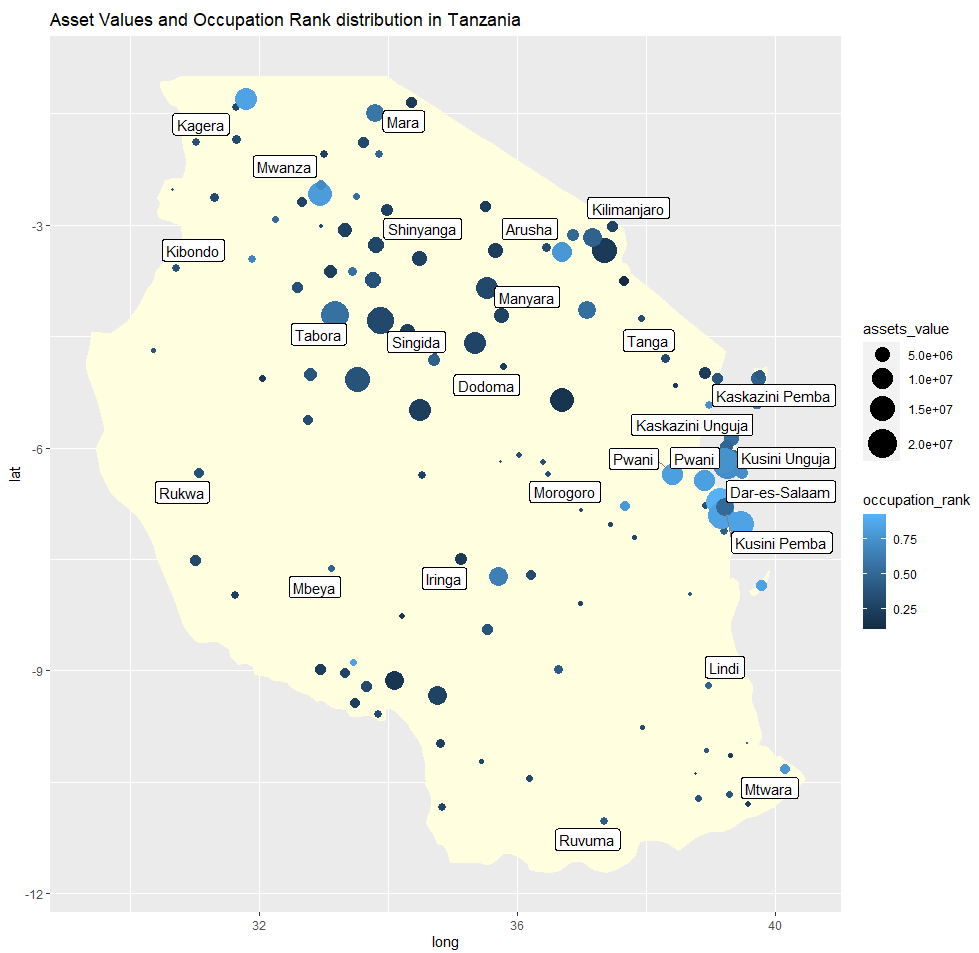 Asset Values and Occupation Rank distribution in Tanzania
Kagera
Mara
Mwanza
Kilimanjaro
Shinyanga
Arusha
Kibondo
Manyara
Tabora
Singida
Tanga
Dodoma
Kaskazini Pemba
Kaskazini Unguja
Pwani
Pwani
Kusini Unguja
Rukwa
Morogoro
Dar-es-Salaam
Kusini Pemba
Iringa
Mbeya
Lindi
Mtwara
Ruvuma
-3
-6
-9
-12
lat
32
36
40
long
assets_value
5.0e+06
1.0e+07
1.5e+07
2.0e+07
occupation_rank
0.75
0.50
0.25